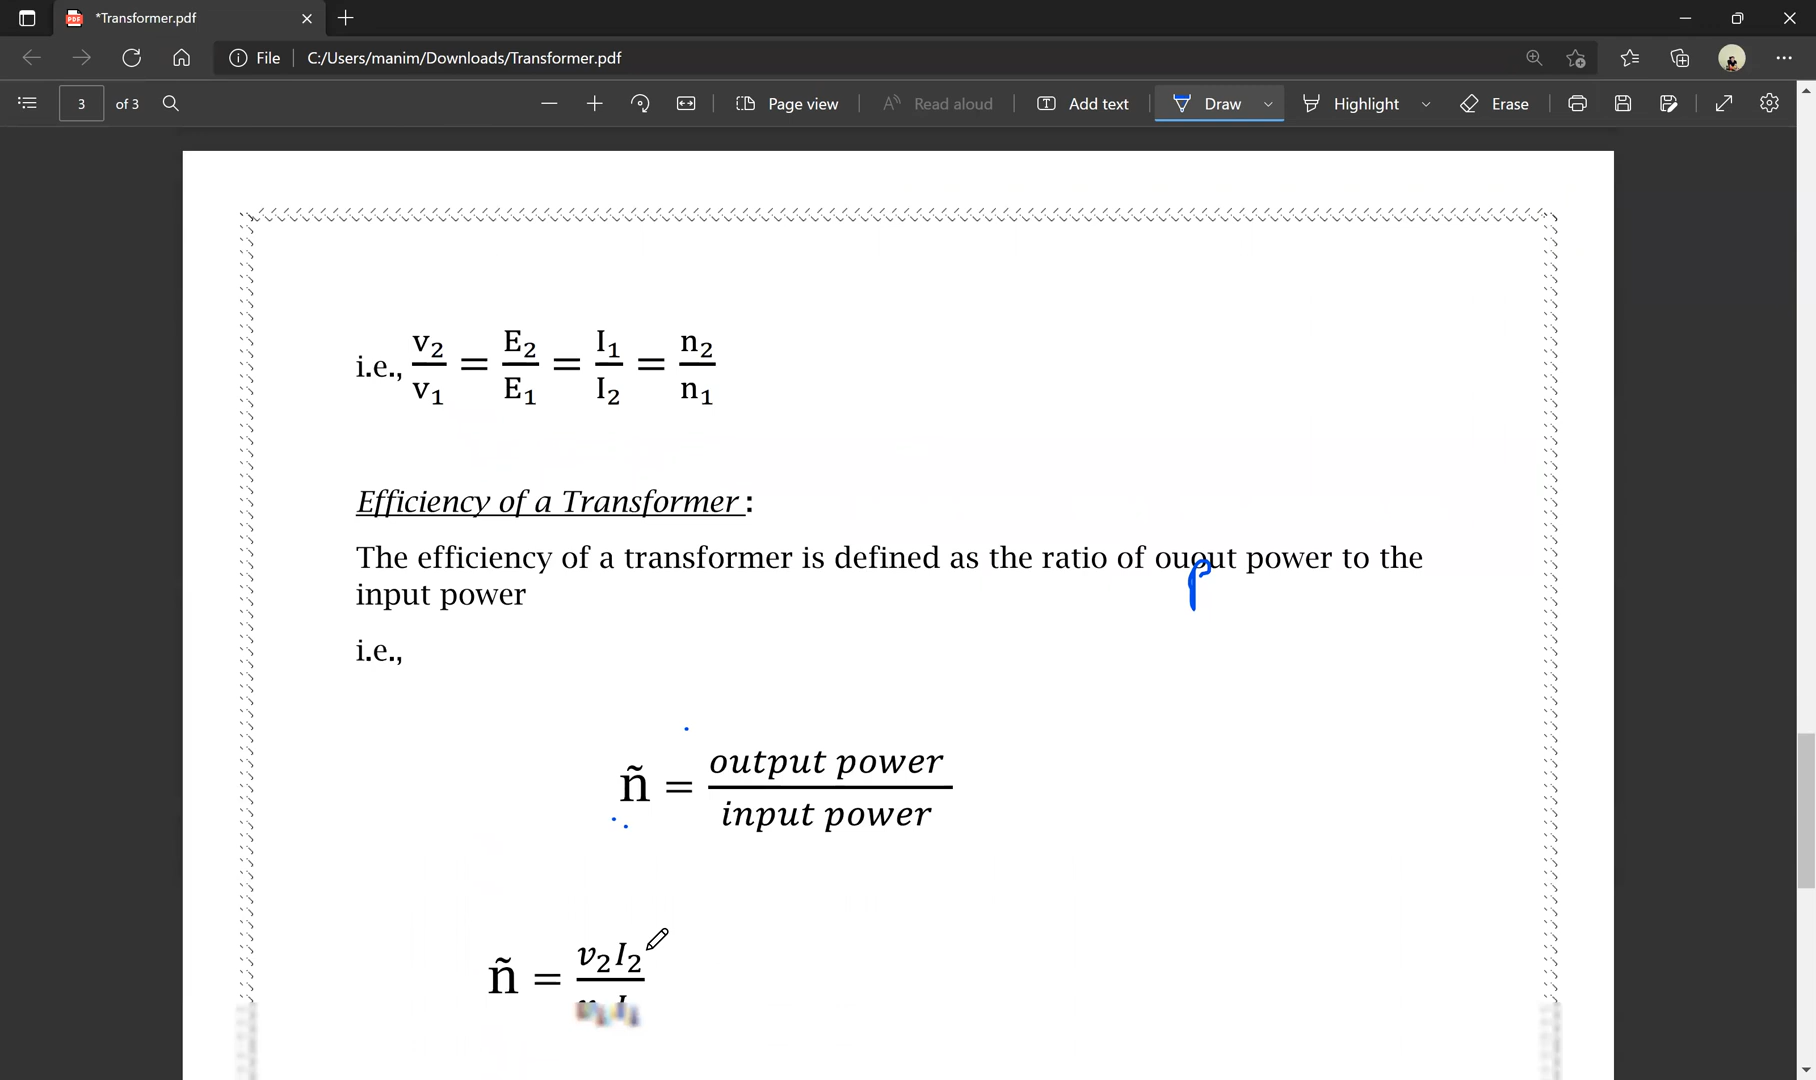 *Transformer.pdf
File C:/Users/manim/Downloads/Transformer.pdf
3 of 3 Page view Read aloud Add text Draw Highlight Erase
i.e., v₂/v₁ = E₂/E₁ = I₁/I₂ = n₂/n₁
Efficiency of a Transformer :
The efficiency of a transformer is defined as the ratio of ouout power to the
input power
i.e.,
ñ = output power / input power
ñ = v₂I₂ / v₁I₁